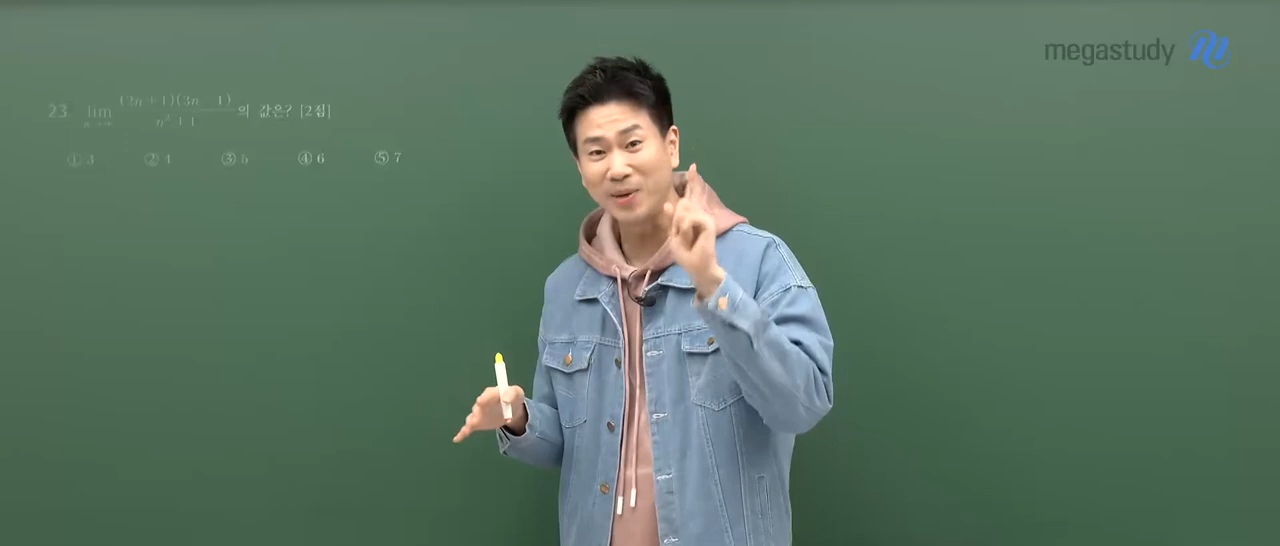 megastudy
23. lim n→∞ (2n+1)(3n−1) / n²+1 의 값은? [2점]
① 3 ② 4 ③ 5 ④ 6 ⑤ 7